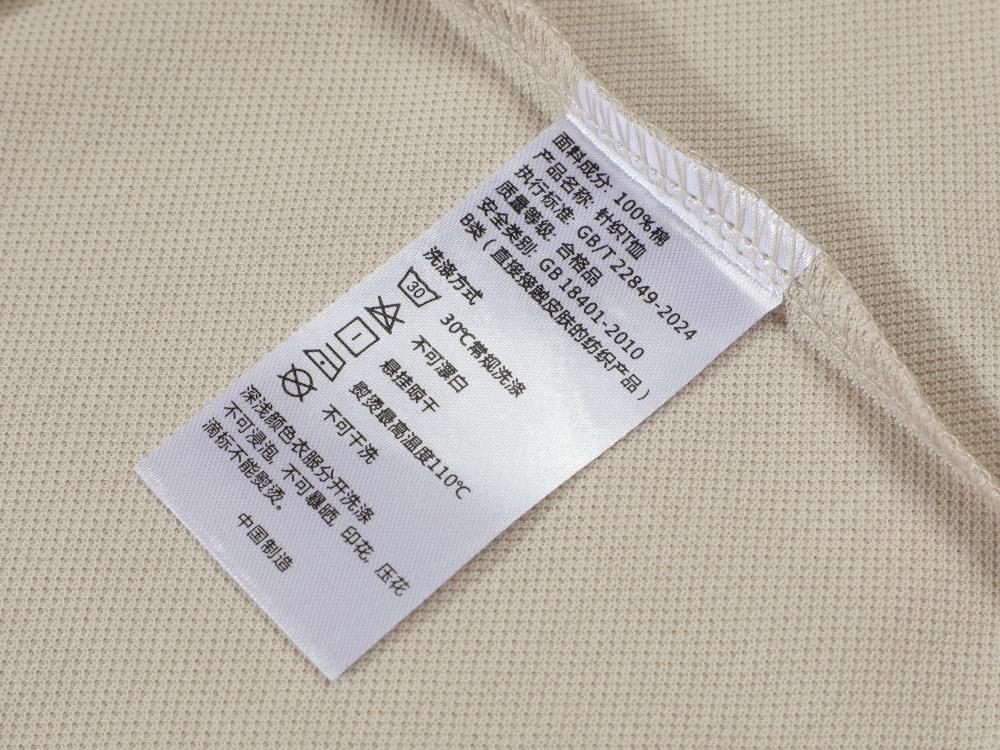 面料成分: 100%棉
产品名称: 针织T恤
执行标准: GB/T 22849-2024
质量等级: 合格品
安全类别: GB 18401-2010
B类（直接接触皮肤的纺织产品）
洗涤方式
30 30℃常规洗涤
不可漂白
悬挂晾干
熨烫最高温度110℃
不可干洗
深浅颜色衣服分开洗涤
不可浸泡, 不可暴晒, 印花, 压花
滴标不能熨烫。
中国制造